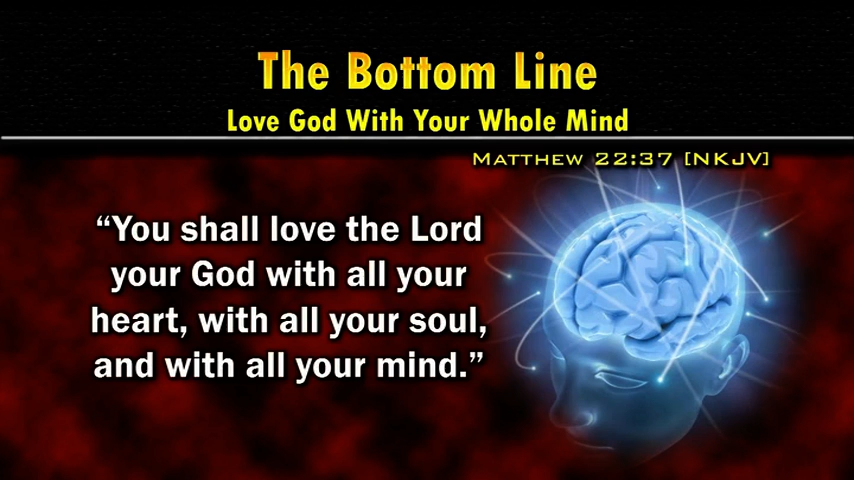 The Bottom Line
Love God With Your Whole Mind
Matthew 22:37 [NKJV]
“You shall love the Lord
your God with all your
heart, with all your soul,
and with all your mind.”